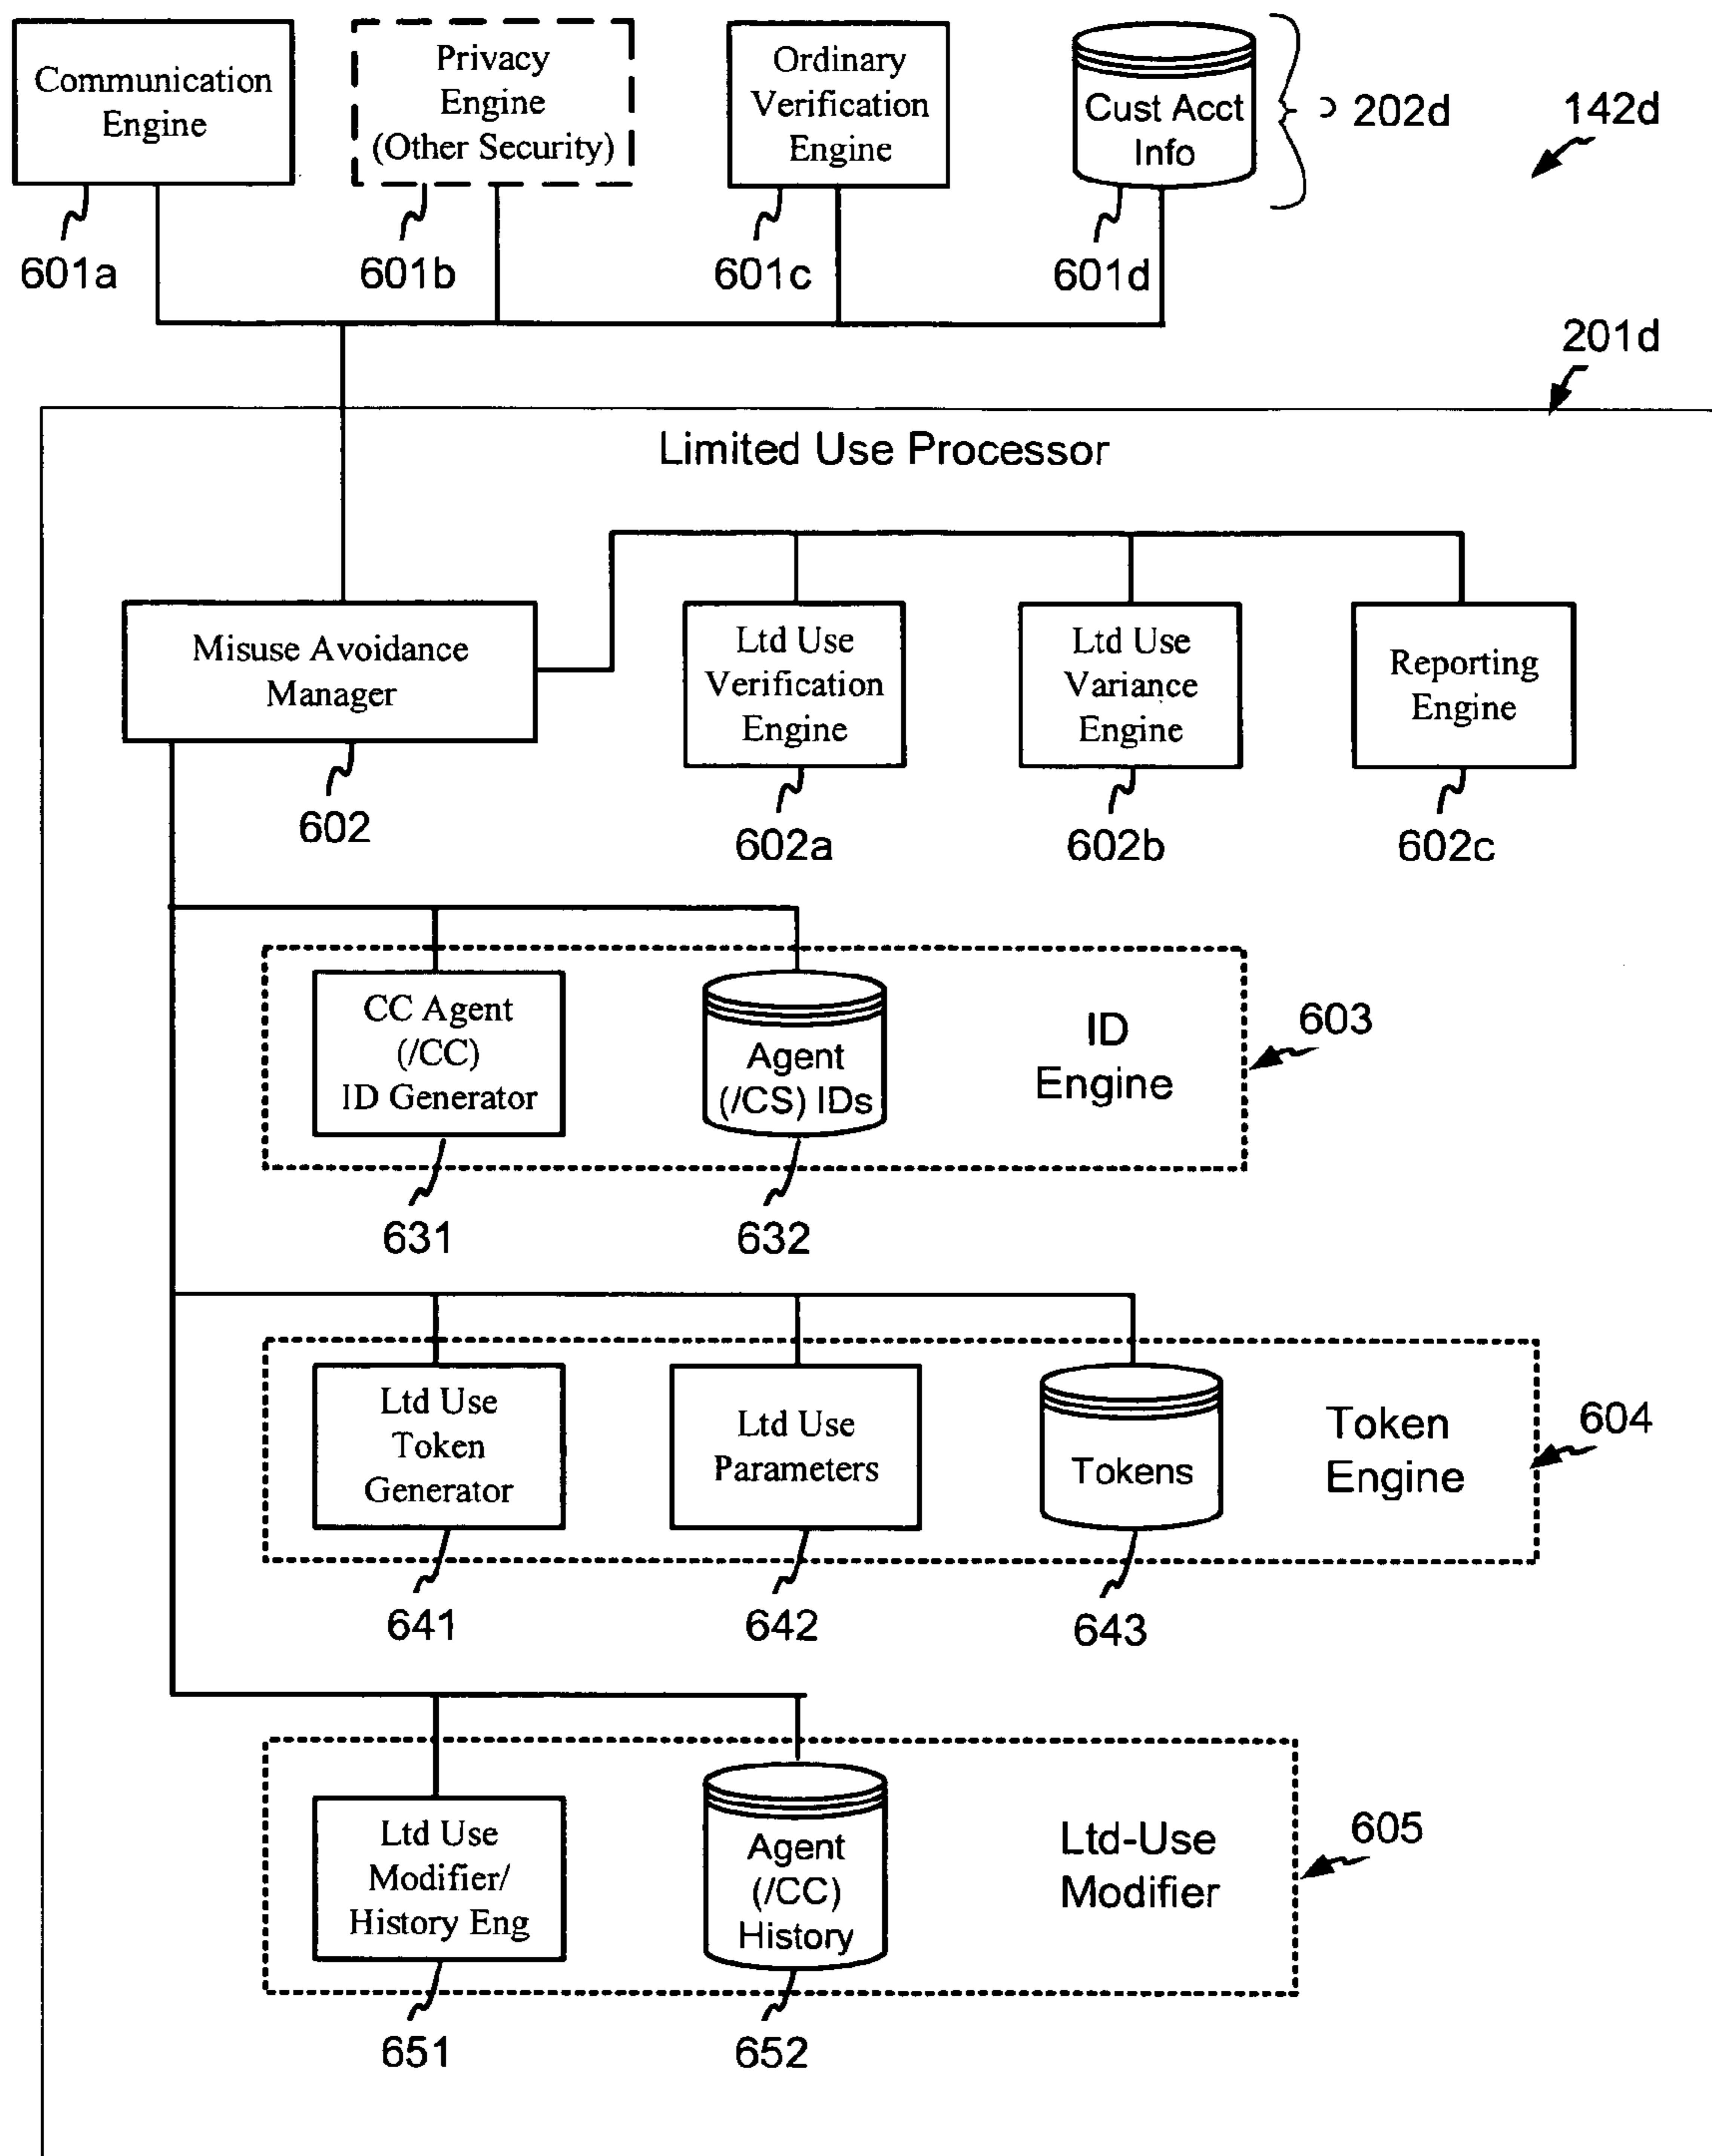 Communication
Engine
Privacy
Engine
(Other Security)
Ordinary
Verification
Engine
Cust Acct
Info
202d
142d
601a
601b
601c
601d
201d
Limited Use Processor
Misuse Avoidance
Manager
Ltd Use
Verification
Engine
Ltd Use
Variance
Engine
Reporting
Engine
602
602a
602b
602c
CC Agent
(/CC)
ID Generator
Agent
(/CS) IDs
ID
Engine
603
631
632
Ltd Use
Token
Generator
Ltd Use
Parameters
Tokens
Token
Engine
604
641
642
643
Ltd Use
Modifier/
History Eng
Agent
(/CC)
History
Ltd-Use
Modifier
605
651
652